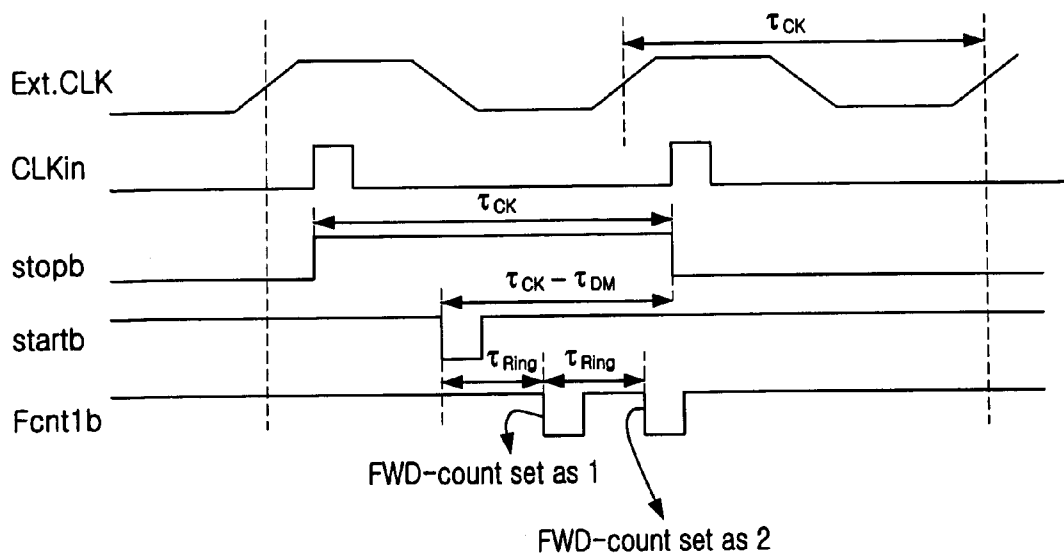 τCK
Ext.CLK
CLKin
τCK
stopb
τCK − τDM
startb
τRing τRing
Fcnt1b
FWD-count set as 1
FWD-count set as 2